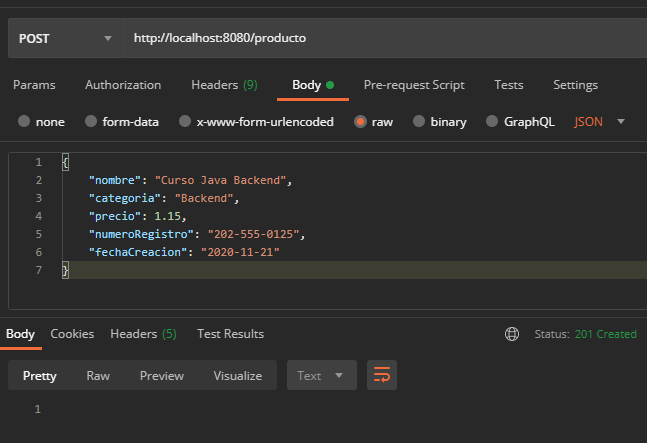 POST http://localhost:8080/producto
Params Authorization Headers (9) Body Pre-request Script Tests Settings
none form-data x-www-form-urlencoded raw binary GraphQL JSON
1 {
2 "nombre": "Curso Java Backend",
3 "categoria": "Backend",
4 "precio": 1.15,
5 "numeroRegistro": "202-555-0125",
6 "fechaCreacion": "2020-11-21"
7 }
Body Cookies Headers (5) Test Results Status: 201 Created
Pretty Raw Preview Visualize Text
1